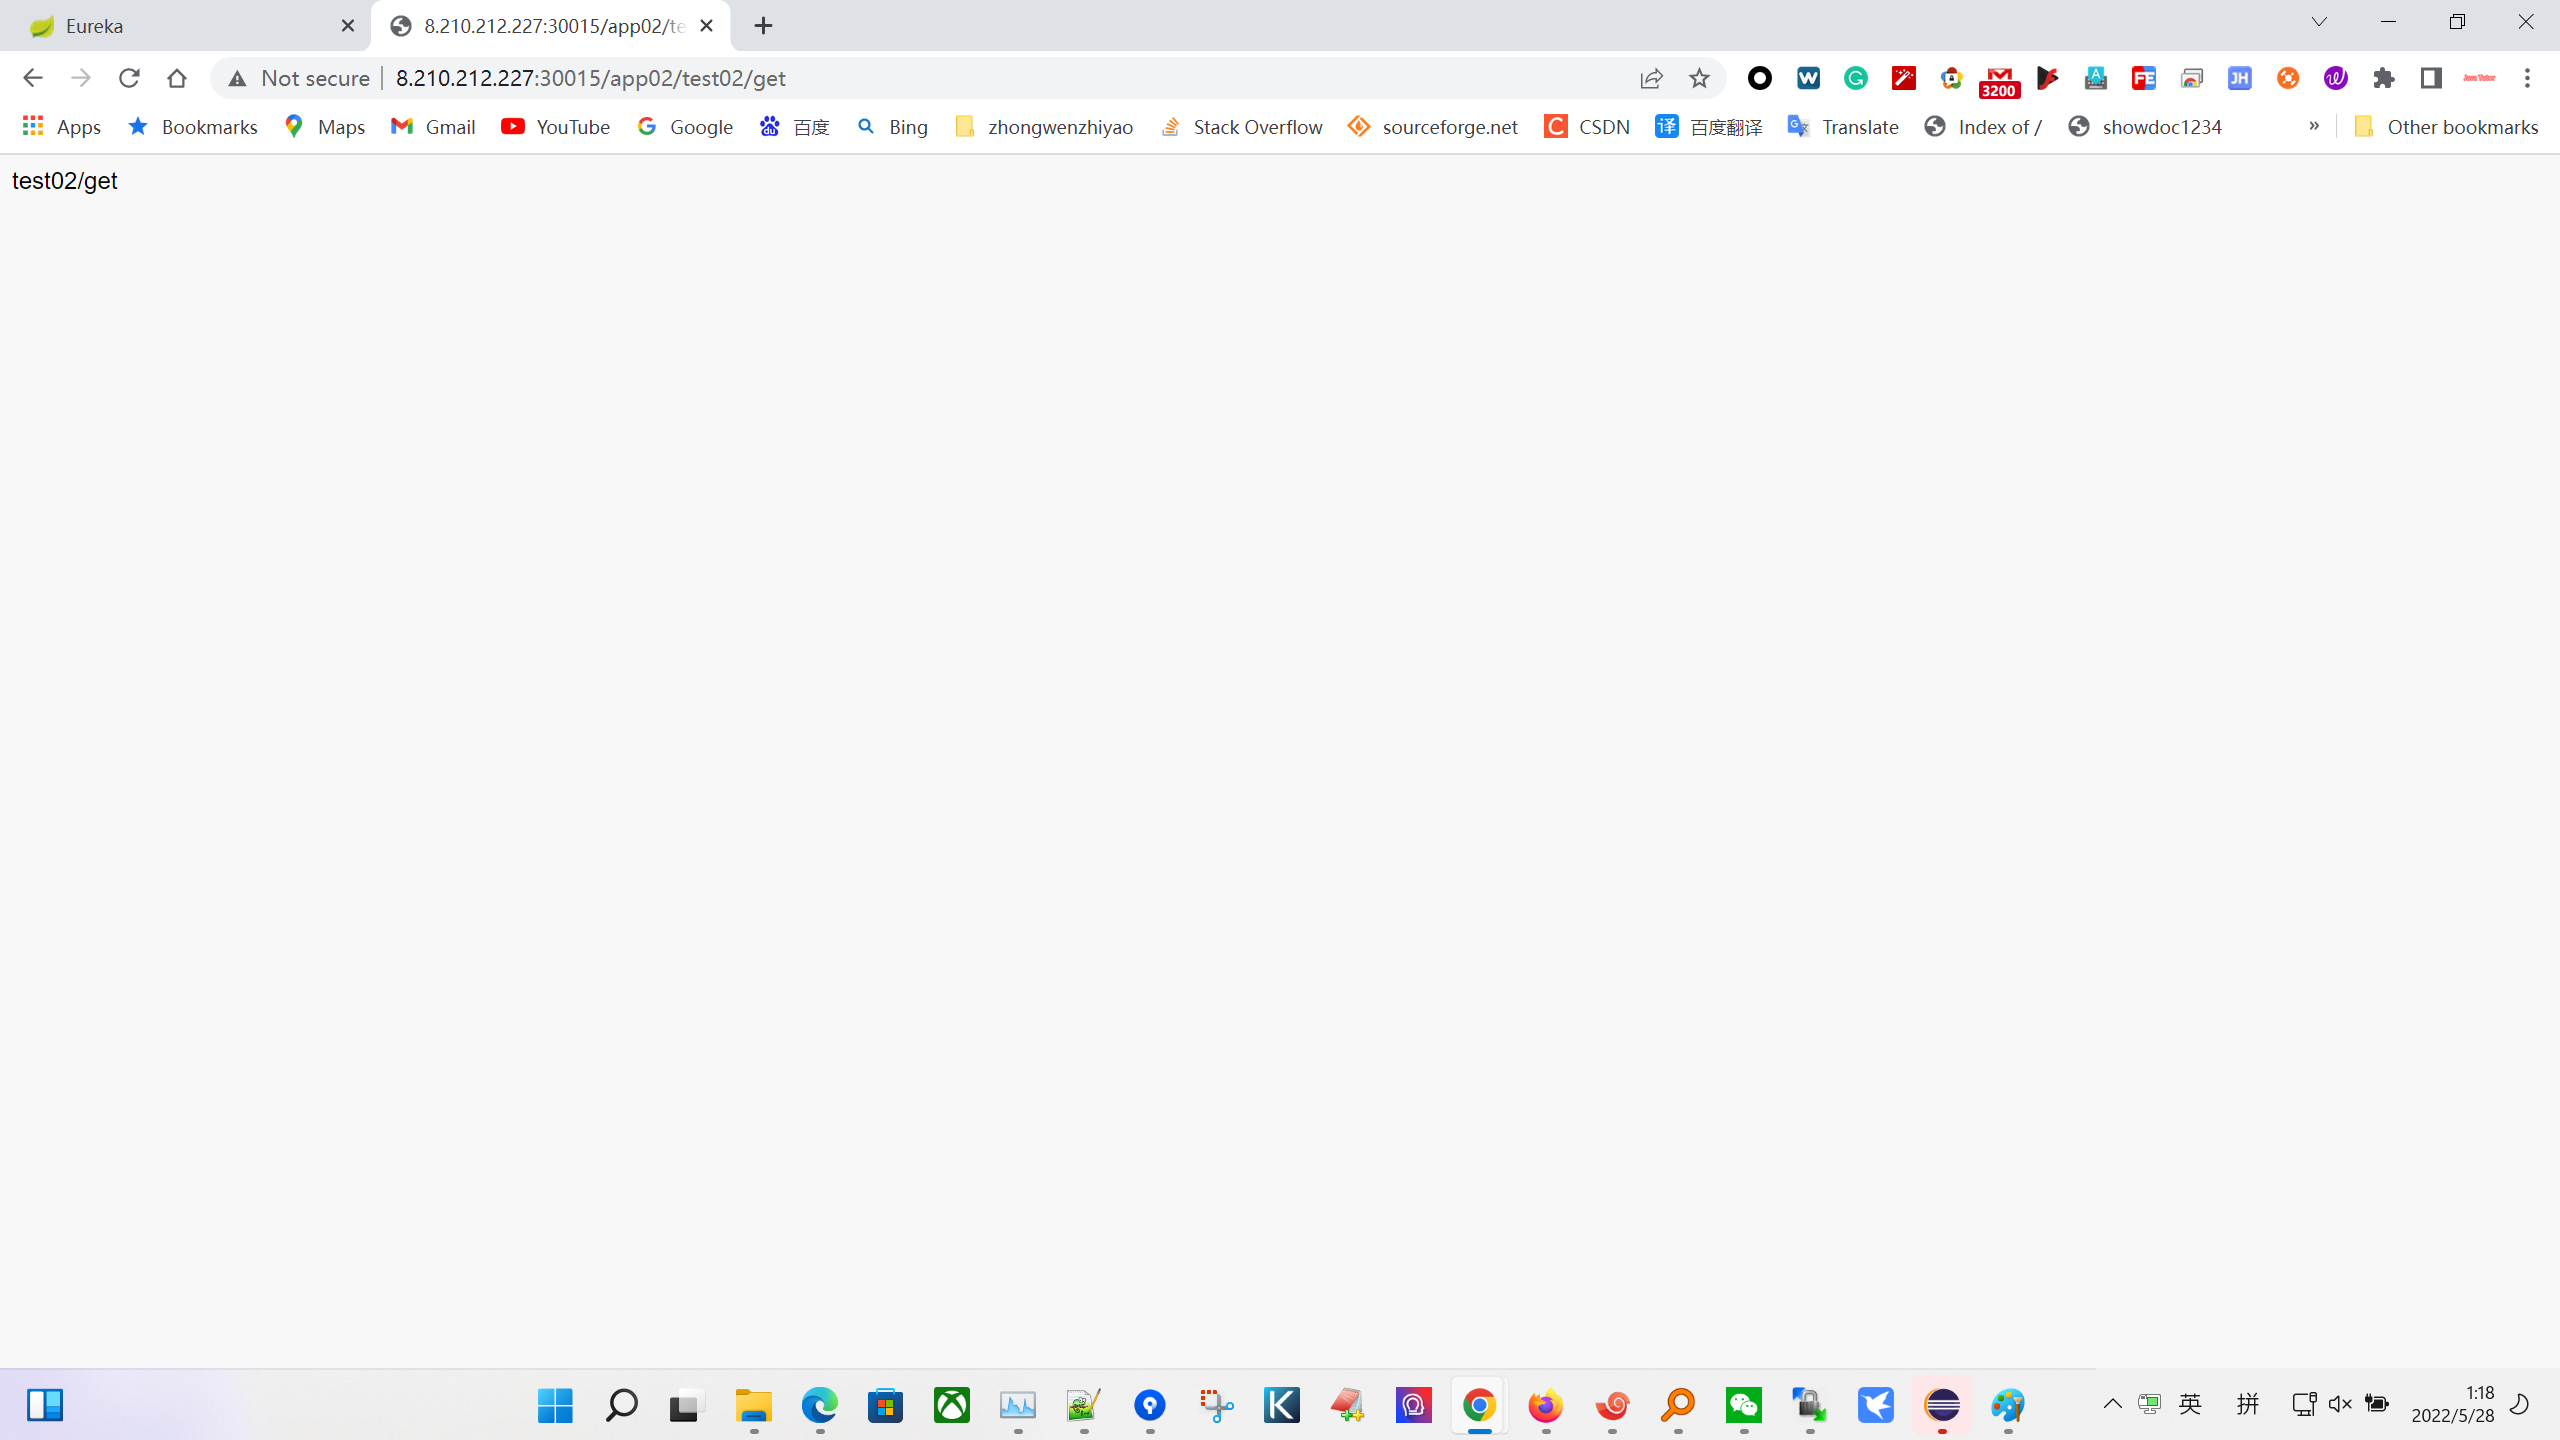 Eureka
8.210.212.227:30015/app02/te
Not secure
8.210.212.227:30015/app02/test02/get
3200
Apps
Bookmarks
Maps
Gmail
YouTube
Google
百度
Bing
zhongwenzhiyao
Stack Overflow
sourceforge.net
CSDN
百度翻译
Translate
Index of /
showdoc1234
»
Other bookmarks
test02/get
英
拼
1:18
2022/5/28